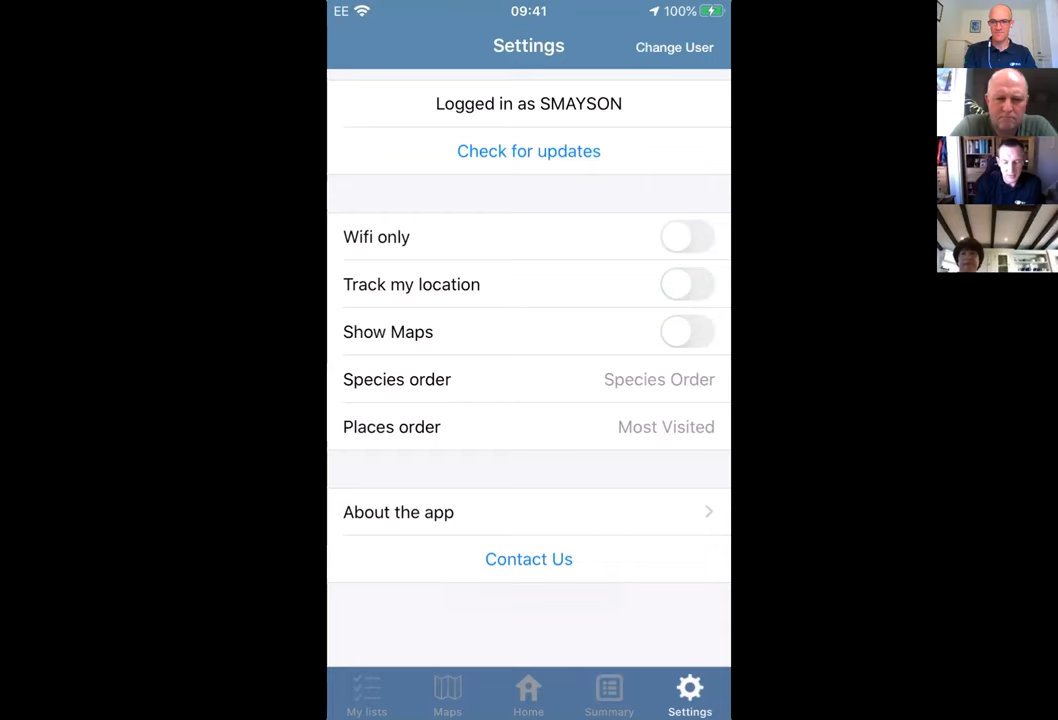 EE 09:41 100%
Settings Change User
Logged in as SMAYSON
Check for updates
Wifi only
Track my location
Show Maps
Species order Species Order
Places order Most Visited
About the app
Contact Us
My lists Maps Home Summary Settings